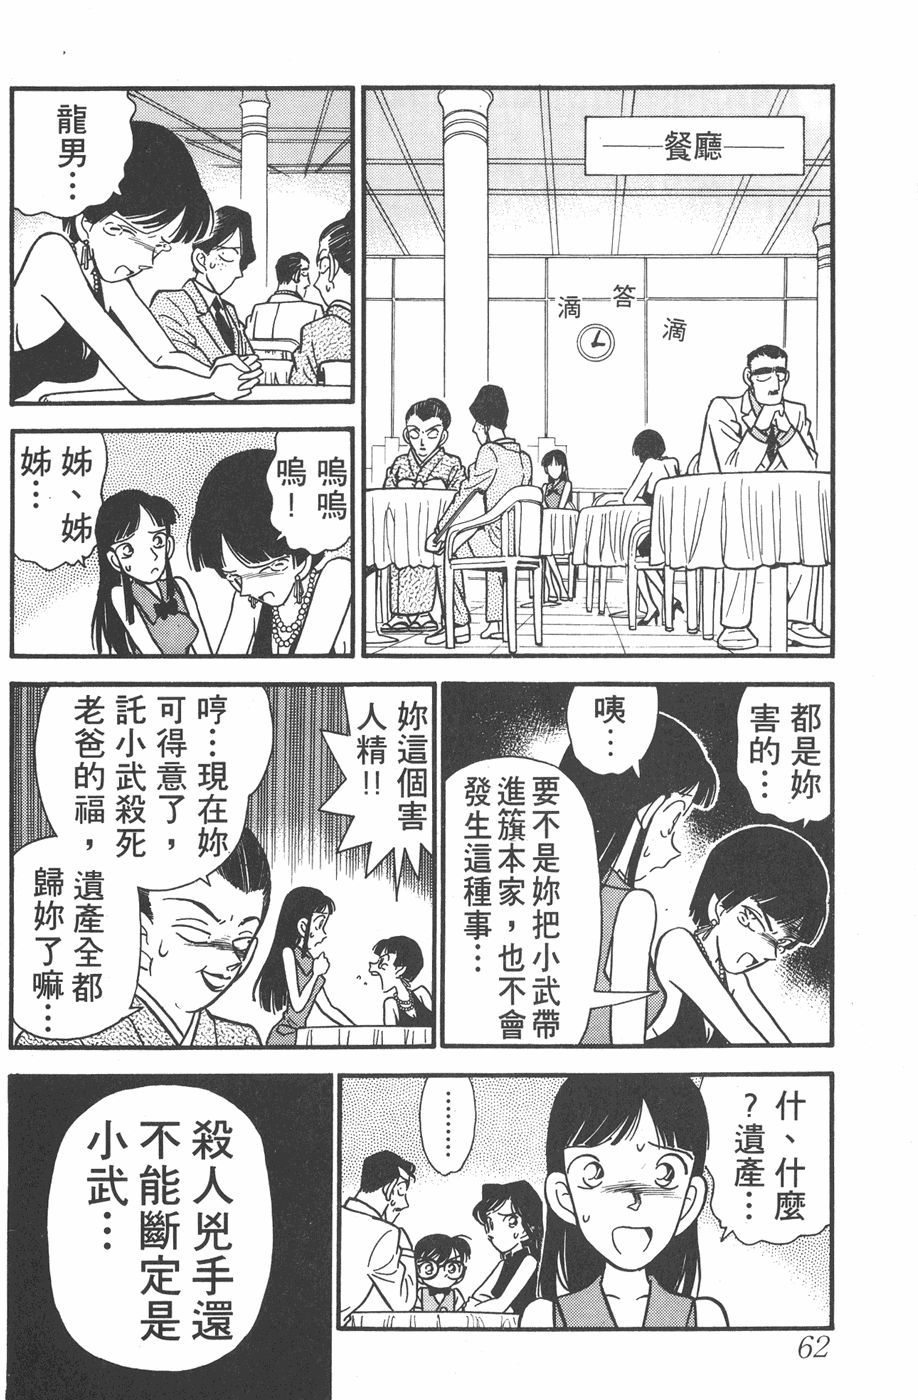 餐廳
滴
答
滴
龍男⋯
嗚嗚
嗚!
姊、姊
姊⋯
都是妳
害的⋯
咦⋯
要不是妳把小武帶
進簱本家，也不會
發生這種事⋯
妳這個害
人精!!
哼⋯現在妳
可得意了，
託小武殺死
老爸的福，
遺產全都
歸妳了嘛⋯
什、什麼
?遺產⋯
⋯⋯
殺人兇手還
不能斷定是
小武⋯
62